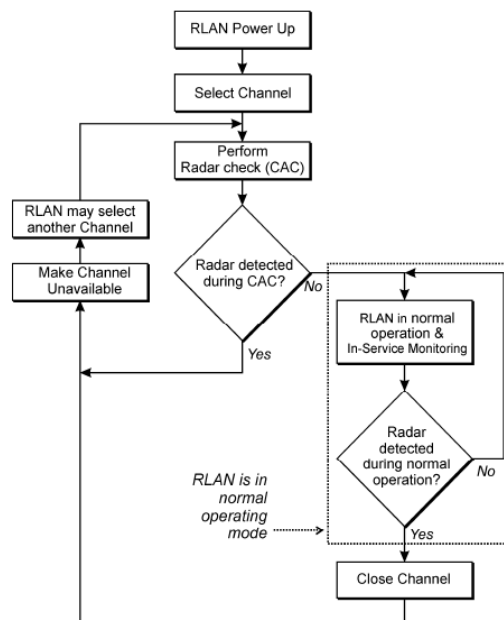 RLAN Power Up
Select Channel
Perform
Radar check (CAC)
RLAN may select
another Channel
Make Channel
Unavailable
Radar detected
during CAC?
No
Yes
RLAN in normal
operation &
In-Service Monitoring
Radar
detected
during normal
operation?
No
Yes
RLAN is in
normal
operating
mode
Close Channel